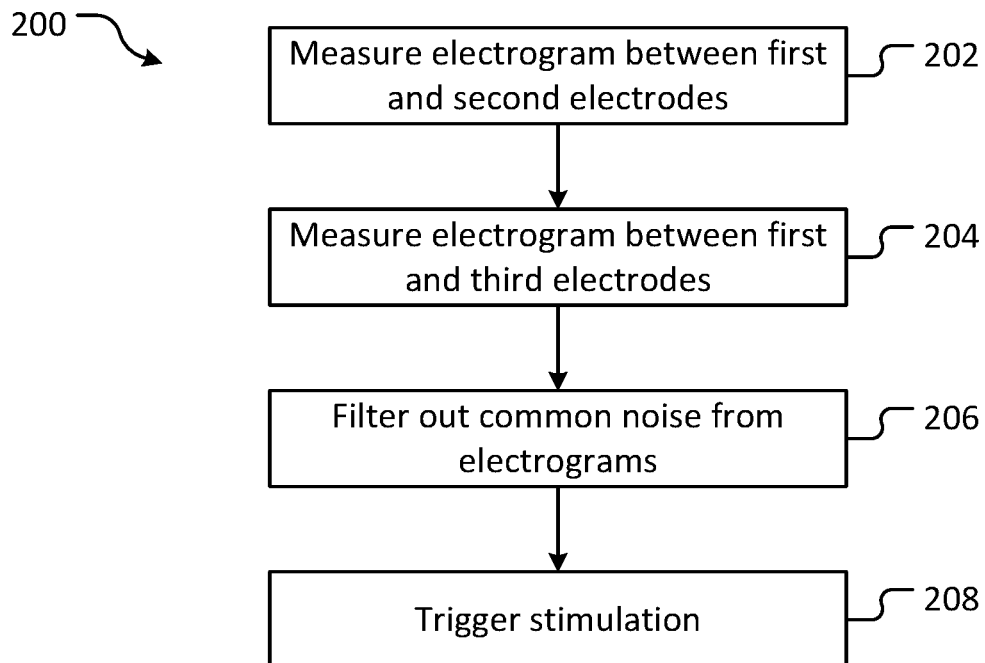 200
Measure electrogram between first
and second electrodes
202
Measure electrogram between first
and third electrodes
204
Filter out common noise from
electrograms
206
Trigger stimulation
208